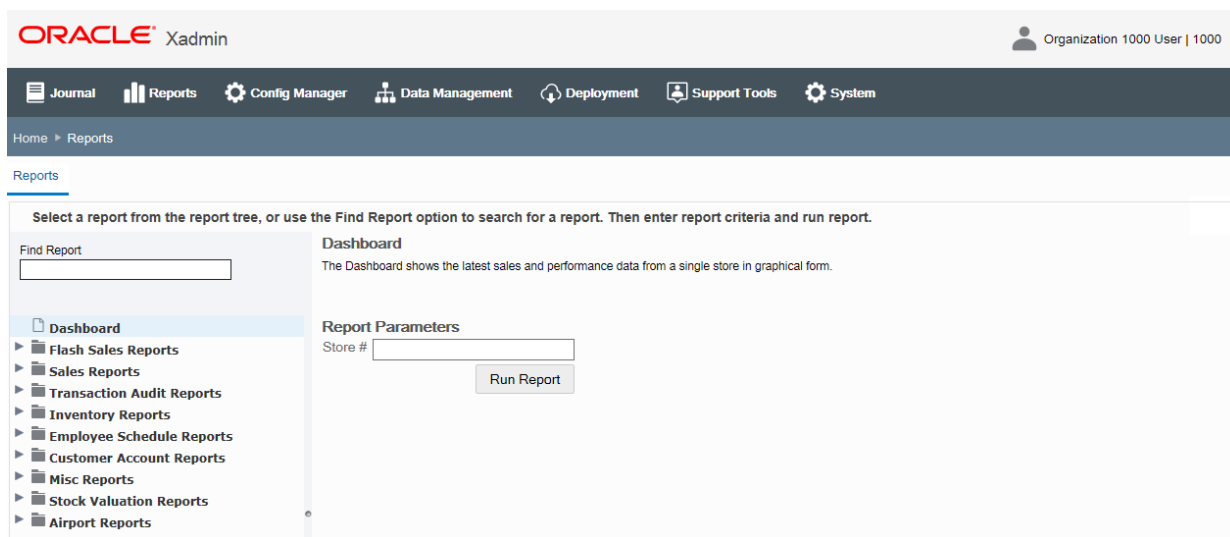 ORACLE® Xadmin
Organization 1000 User | 1000
Journal Reports Config Manager Data Management Deployment Support Tools System
Home Reports
Reports
Select a report from the report tree, or use the Find Report option to search for a report. Then enter report criteria and run report.
Find Report
Dashboard
Flash Sales Reports
Sales Reports
Transaction Audit Reports
Inventory Reports
Employee Schedule Reports
Customer Account Reports
Misc Reports
Stock Valuation Reports
Airport Reports
Dashboard
The Dashboard shows the latest sales and performance data from a single store in graphical form.
Report Parameters
Store #
Run Report